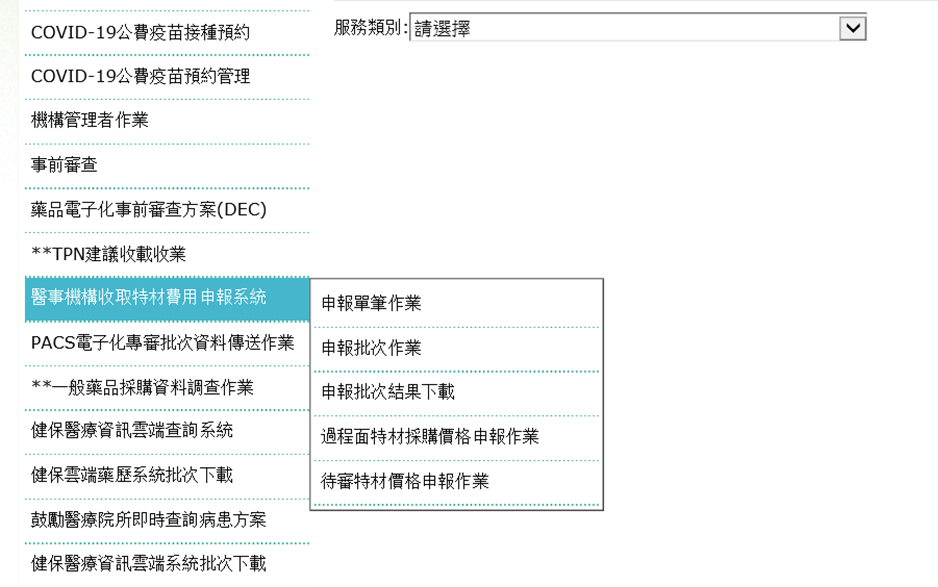 COVID-19公費疫苗接種預約
服務類別:
請選擇
COVID-19公費疫苗預約管理
機構管理者作業
事前審查
藥品電子化事前審查方案(DEC)
**TPN建議收載收業
醫事機構收取特材費用申報系統
申報單筆作業
申報批次作業
申報批次結果下載
過程面特材採購價格申報作業
待審特材價格申報作業
PACS電子化專審批次資料傳送作業
**一般藥品採購資料調查作業
健保醫療資訊雲端查詢系統
健保雲端藥歷系統批次下載
鼓勵醫療院所即時查詢病患方案
健保醫療資訊雲端系統批次下載